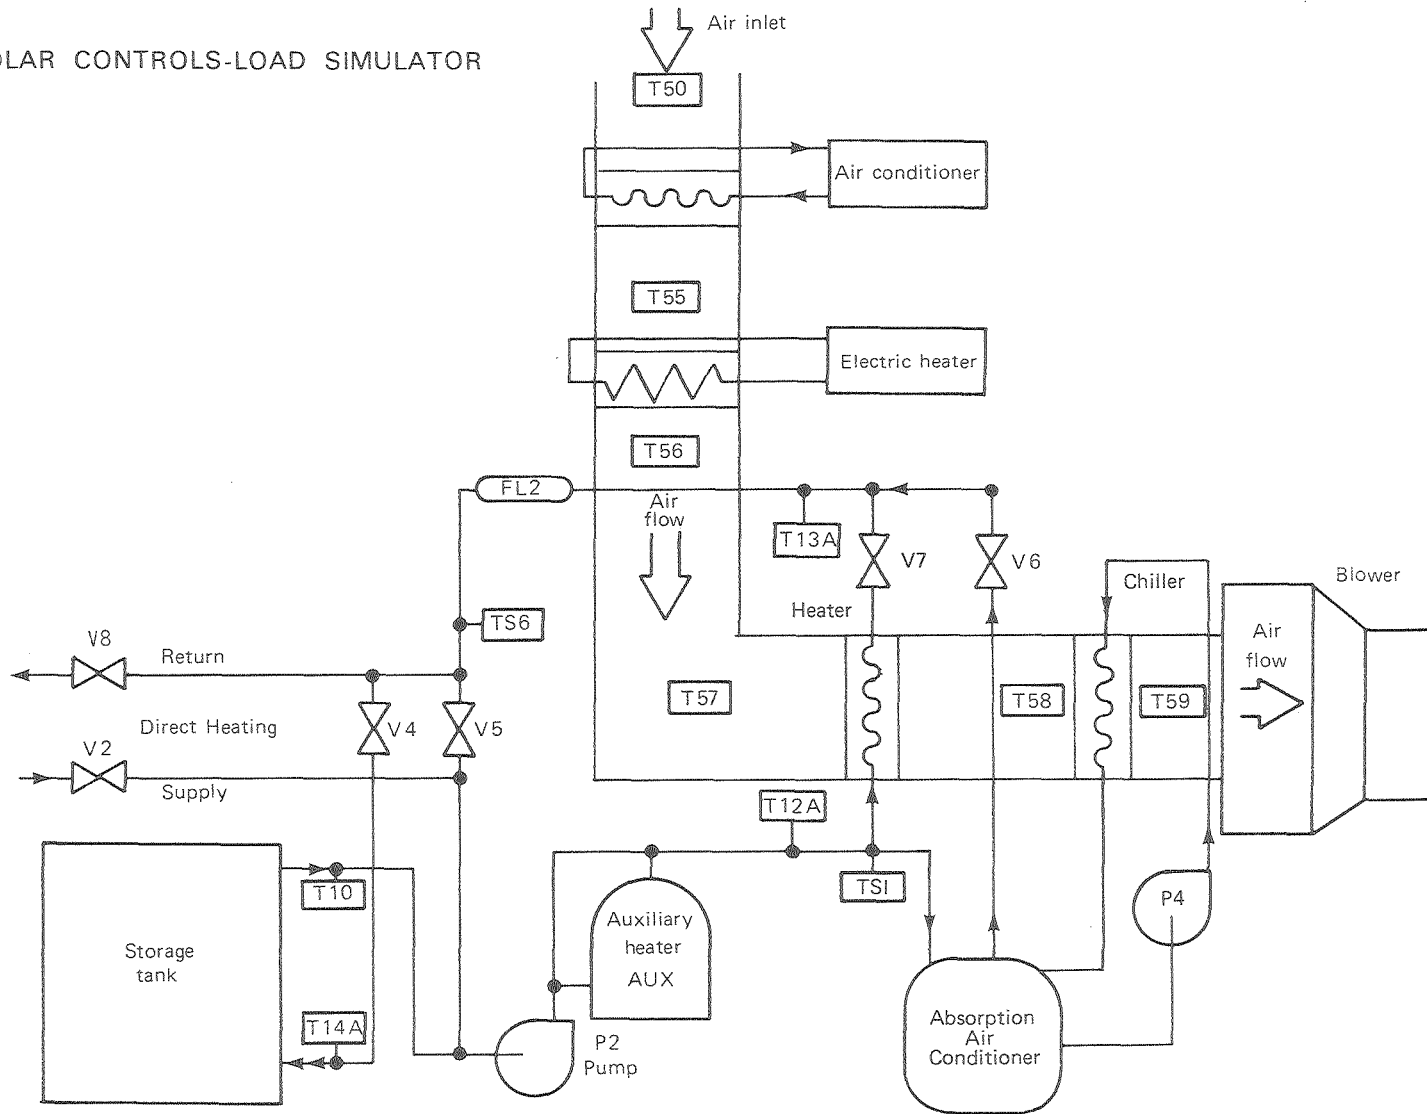 Air inlet
OLAR CONTROLS-LOAD SIMULATOR
T50
Air conditioner
T55
Electric heater
T56
FL2
Air
flow
T13A
V7
V6
Chiller
Blower
Heater
TS6
Air
flow
V8
Return
T57
T58
T59
Direct Heating
V4
V5
V2
Supply
T12A
T10
TS1
P4
Auxiliary
heater
AUX
Storage
tank
T14A
Absorption
Air
Conditioner
P2
Pump